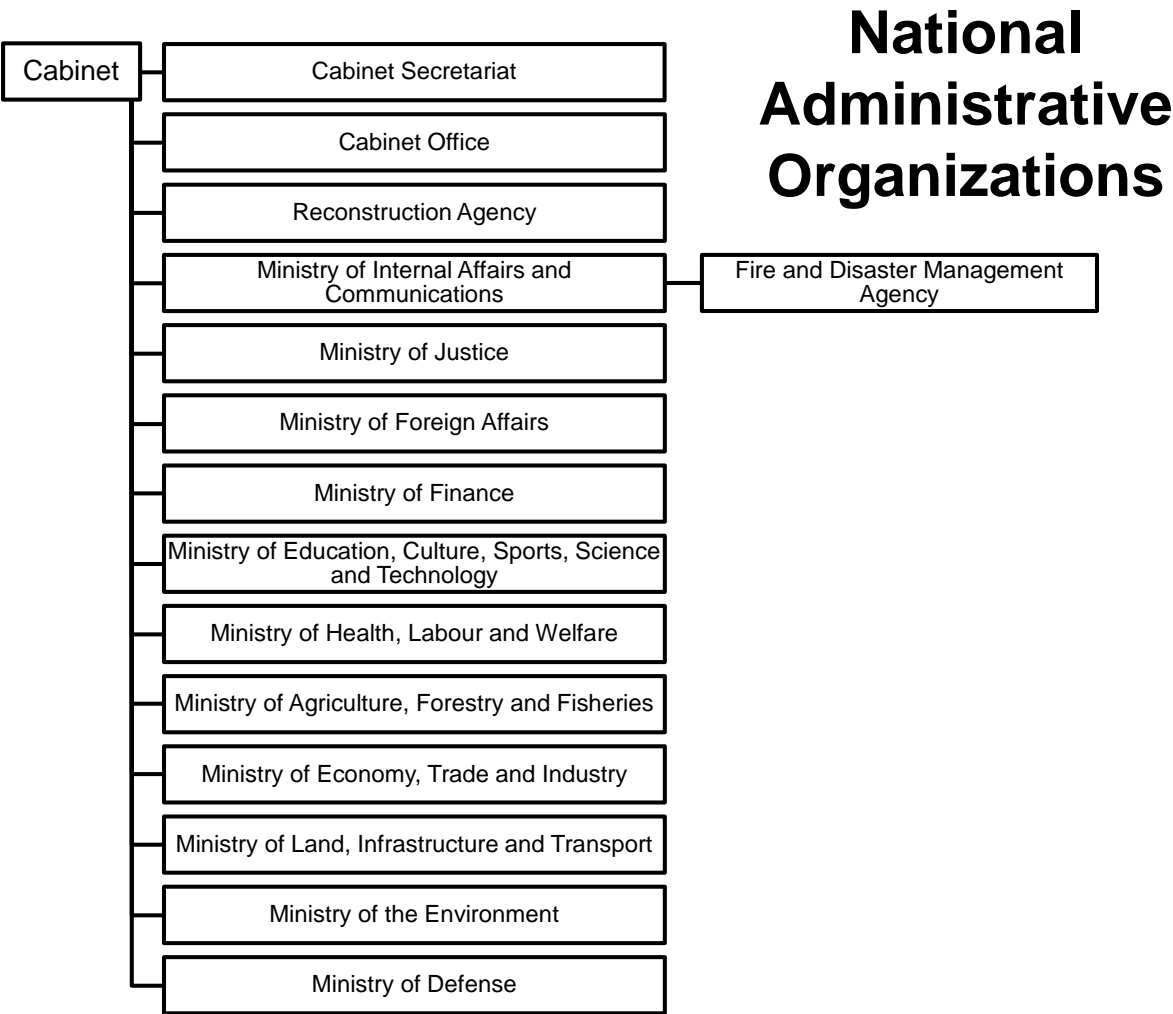 National
Administrative
Organizations
Cabinet
Cabinet Secretariat
Cabinet Office
Reconstruction Agency
Ministry of Internal Affairs and
Communications
Fire and Disaster Management
Agency
Ministry of Justice
Ministry of Foreign Affairs
Ministry of Finance
Ministry of Education, Culture, Sports, Science
and Technology
Ministry of Health, Labour and Welfare
Ministry of Agriculture, Forestry and Fisheries
Ministry of Economy, Trade and Industry
Ministry of Land, Infrastructure and Transport
Ministry of the Environment
Ministry of Defense